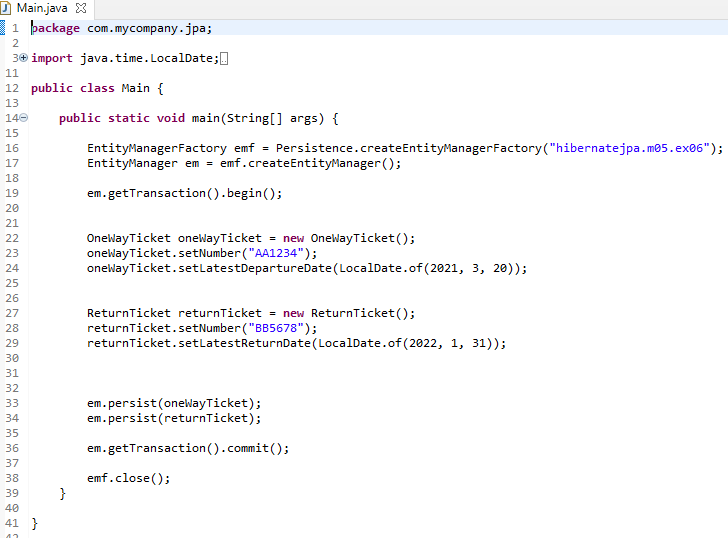 Main.java
1 package com.mycompany.jpa;
2
3 import java.time.LocalDate;
11
12 public class Main {
13
14     public static void main(String[] args) {
15
16         EntityManagerFactory emf = Persistence.createEntityManagerFactory("hibernatejpa.m05.ex06");
17         EntityManager em = emf.createEntityManager();
18
19         em.getTransaction().begin();
20
21
22         OneWayTicket oneWayTicket = new OneWayTicket();
23         oneWayTicket.setNumber("AA1234");
24         oneWayTicket.setLatestDepartureDate(LocalDate.of(2021, 3, 20));
25
26
27         ReturnTicket returnTicket = new ReturnTicket();
28         returnTicket.setNumber("BB5678");
29         returnTicket.setLatestReturnDate(LocalDate.of(2022, 1, 31));
30
31
32
33         em.persist(oneWayTicket);
34         em.persist(returnTicket);
35
36         em.getTransaction().commit();
37
38         emf.close();
39     }
40
41 }
42